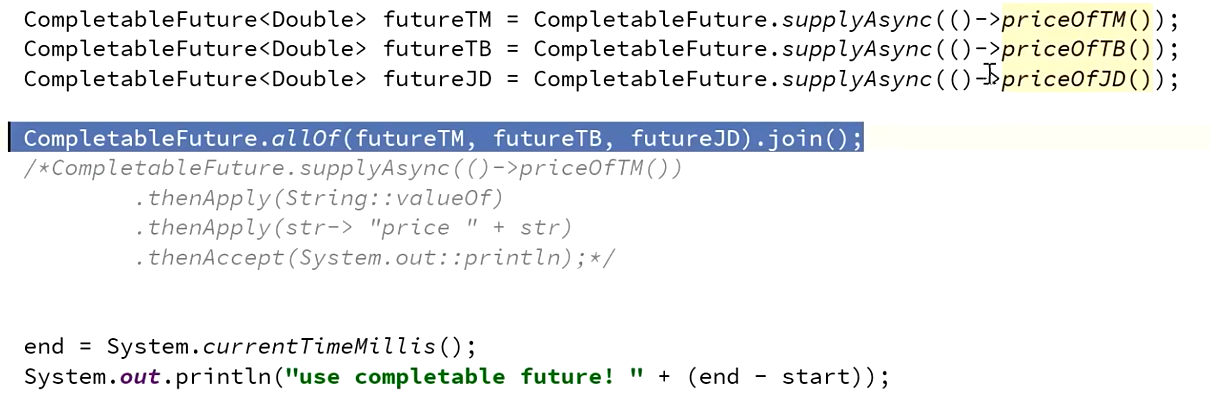 CompletableFuture<Double> futureTM = CompletableFuture.supplyAsync(()->priceOfTM());
CompletableFuture<Double> futureTB = CompletableFuture.supplyAsync(()->priceOfTB());
CompletableFuture<Double> futureJD = CompletableFuture.supplyAsync(()->priceOfJD());
CompletableFuture.allOf(futureTM, futureTB, futureJD).join();
/*CompletableFuture.supplyAsync(()->priceOfTM())
.thenApply(String::valueOf)
.thenApply(str-> "price " + str)
.thenAccept(System.out::println);*/
end = System.currentTimeMillis();
System.out.println("use completable future! " + (end - start));